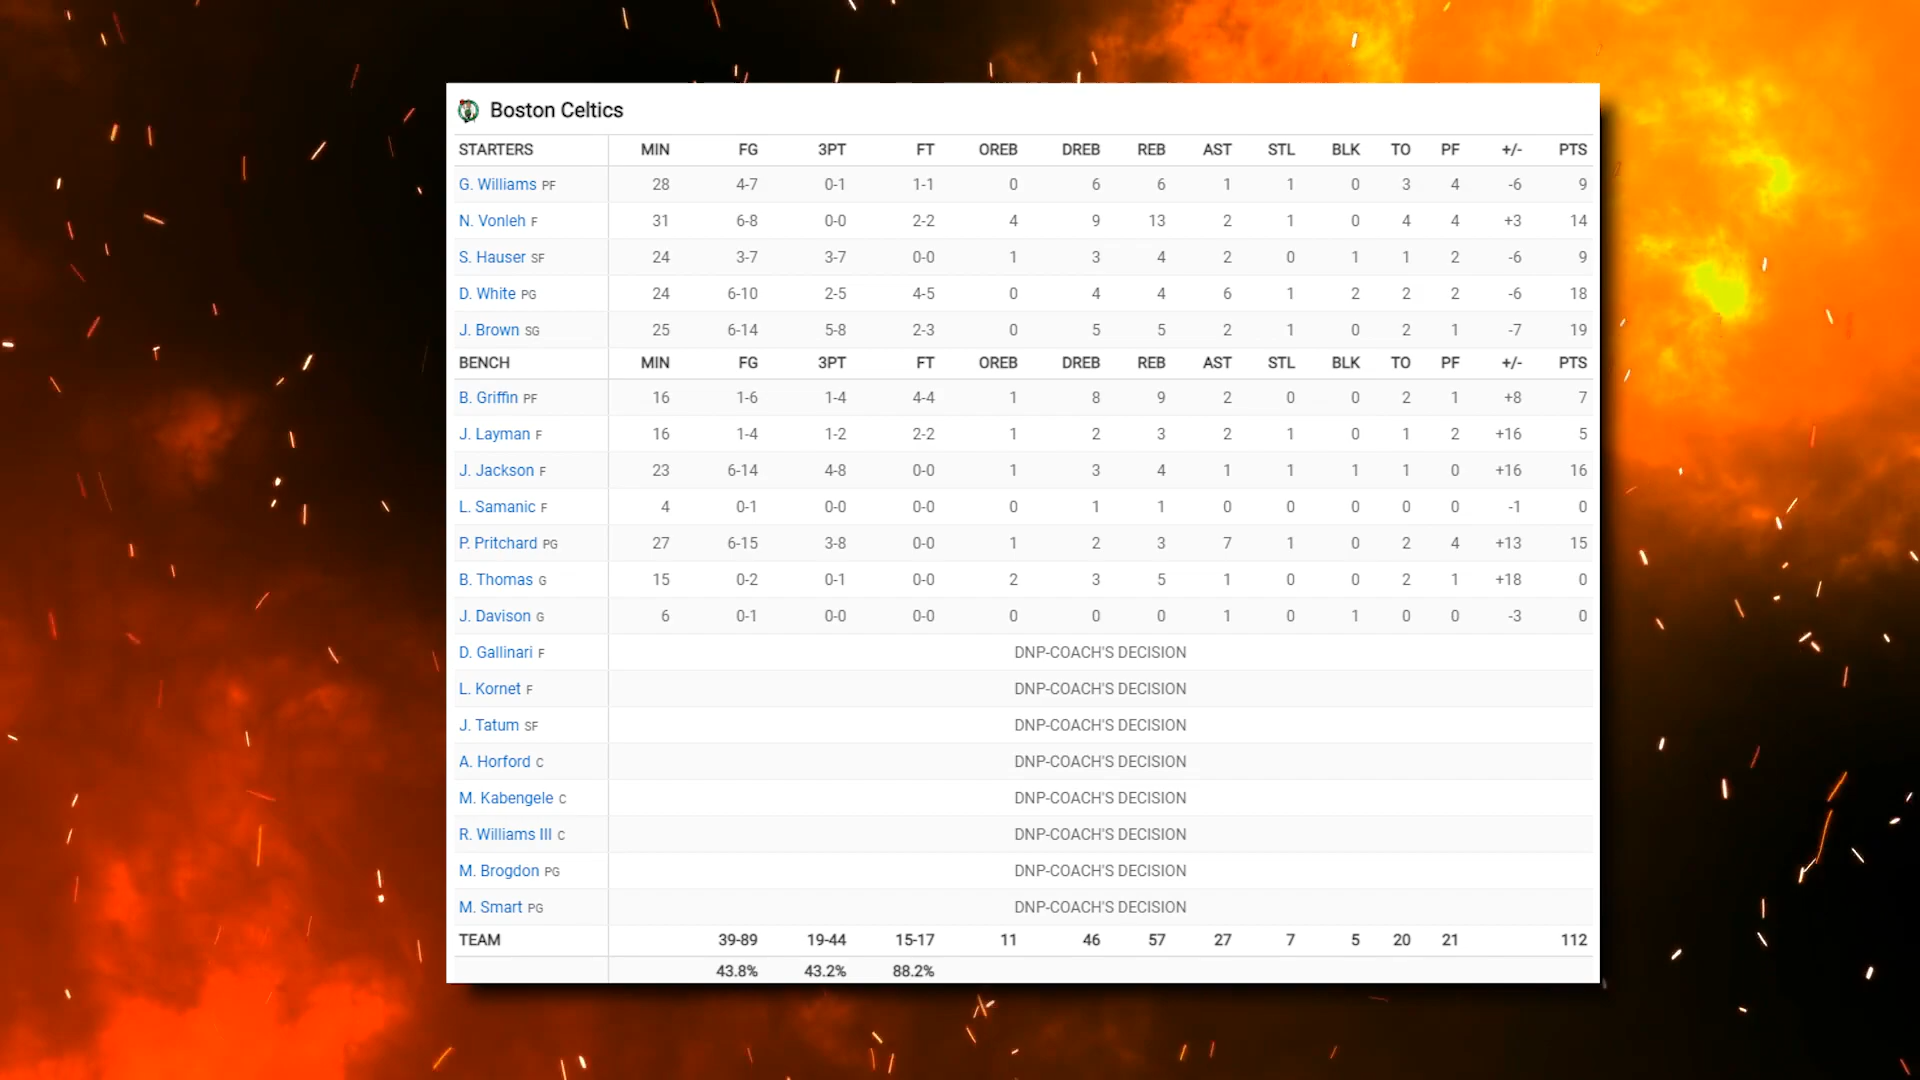 Boston Celtics
STARTERS MIN FG 3PT FT OREB DREB REB AST STL BLK TO PF +/- PTS
G. Williams PF 28 4-7 0-1 1-1 0 6 6 1 1 0 3 4 -6 9
N. Vonleh F 31 6-8 0-0 2-2 4 9 13 2 1 0 4 4 +3 14
S. Hauser SF 24 3-7 3-7 0-0 1 3 4 2 0 1 1 2 -6 9
D. White PG 24 6-10 2-5 4-5 0 4 4 6 1 2 2 2 -6 18
J. Brown SG 25 6-14 5-8 2-3 0 5 5 2 1 0 2 1 -7 19
BENCH MIN FG 3PT FT OREB DREB REB AST STL BLK TO PF +/- PTS
B. Griffin PF 16 1-6 1-4 4-4 1 8 9 2 0 0 2 1 +8 7
J. Layman F 16 1-4 1-2 2-2 1 2 3 2 1 0 1 2 +16 5
J. Jackson F 23 6-14 4-8 0-0 1 3 4 1 1 1 1 0 +16 16
L. Samanic F 4 0-1 0-0 0-0 0 1 1 0 0 0 0 0 -1 0
P. Pritchard PG 27 6-15 3-8 0-0 1 2 3 7 1 0 2 4 +13 15
B. Thomas G 15 0-2 0-1 0-0 2 3 5 1 0 0 2 1 +18 0
J. Davison G 6 0-1 0-0 0-0 0 0 0 1 0 1 0 0 -3 0
D. Gallinari F DNP-COACH'S DECISION
L. Kornet F DNP-COACH'S DECISION
J. Tatum SF DNP-COACH'S DECISION
A. Horford C DNP-COACH'S DECISION
M. Kabengele C DNP-COACH'S DECISION
R. Williams III C DNP-COACH'S DECISION
M. Brogdon PG DNP-COACH'S DECISION
M. Smart PG DNP-COACH'S DECISION
TEAM 39-89 19-44 15-17 11 46 57 27 7 5 20 21 112
43.8% 43.2% 88.2%